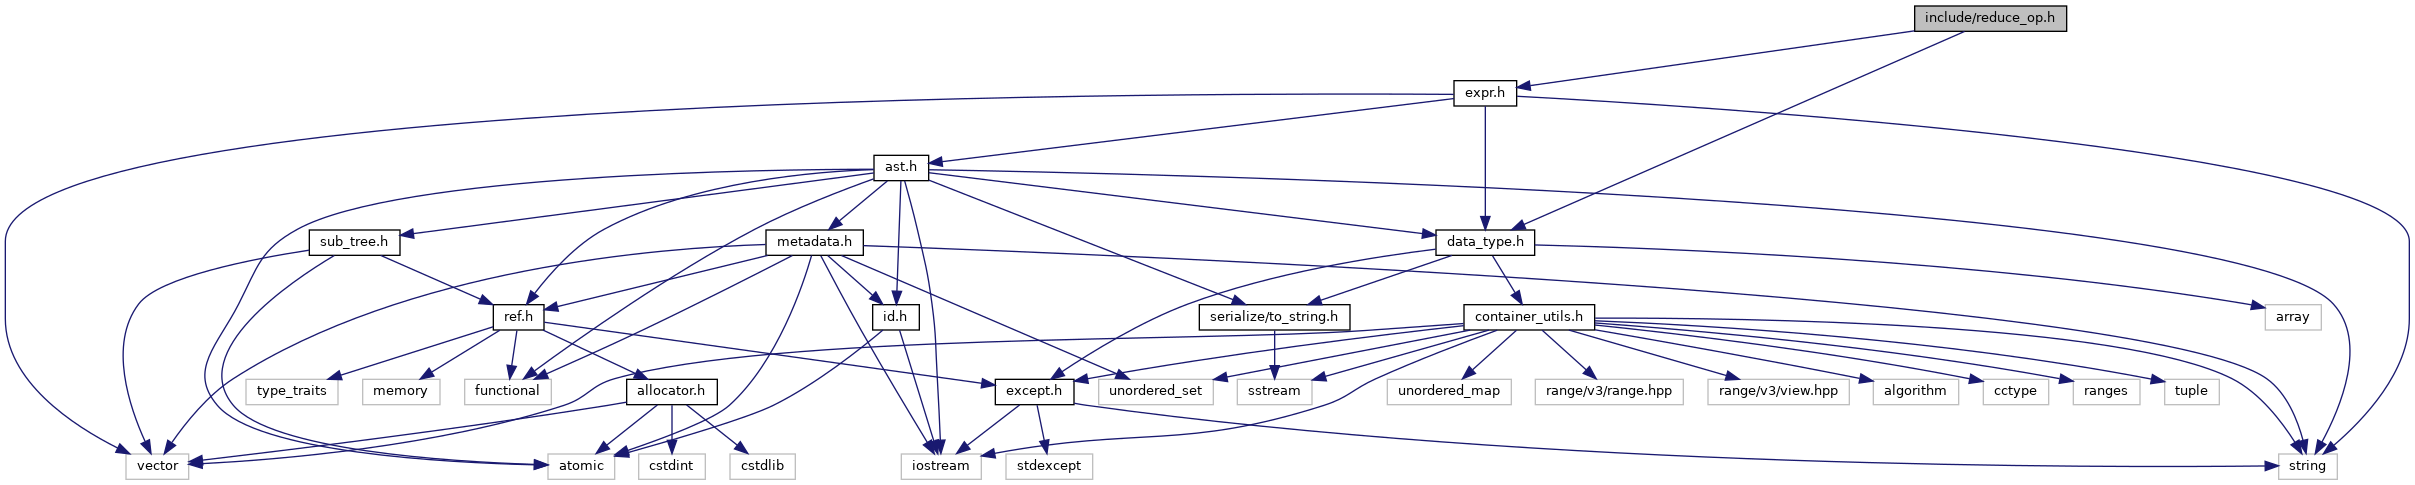 include/reduce_op.h
expr.h
ast.h
sub_tree.h
metadata.h
data_type.h
ref.h
id.h
serialize/to_string.h
container_utils.h
array
type_traits
memory
functional
allocator.h
except.h
unordered_set
sstream
unordered_map
range/v3/range.hpp
range/v3/view.hpp
algorithm
cctype
ranges
tuple
vector
atomic
cstdint
cstdlib
iostream
stdexcept
string